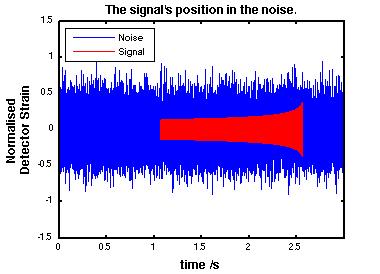 The signal's position in the noise.
1.5
Noise
Signal
1
0.5
0
-0.5
-1
-1.5
Normalised
Detector Strain
0 0.5 1 1.5 2 2.5 3
time /s